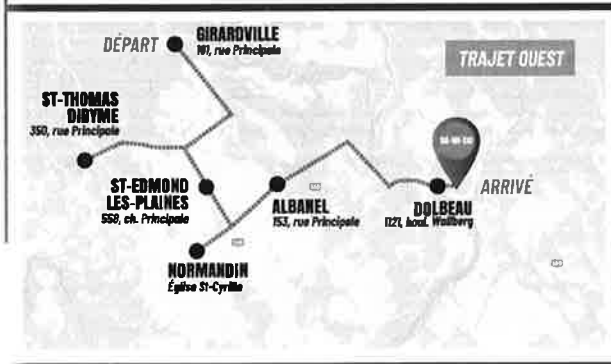 GIRARDVILLE
DÉPART
181, rue Principale
TRAJET OUEST
ST-THOMAS
DIDYME
350, rue Principale
ST-EDMOND
LES-PLAINES
558, ch. Principale
ALBANEL
153, rue Principale
ARRIVÉ
DOLBEAU
1121, boul. Wallberg
NORMANDIN
Église St-Cyrille